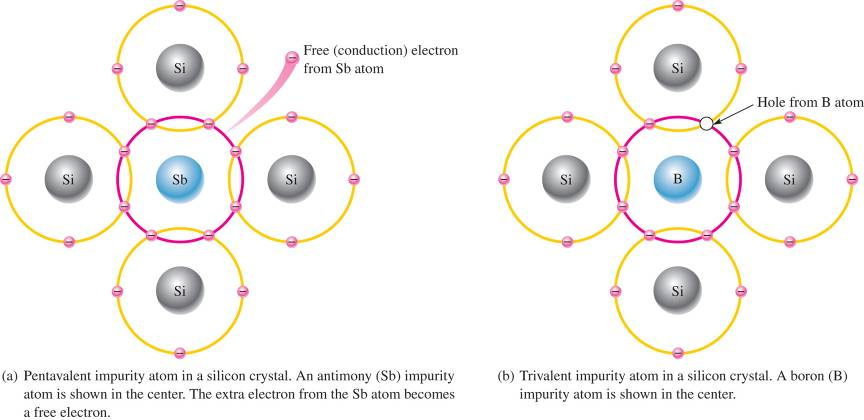 Si
Free (conduction) electron
from Sb atom
Si
Sb
Si
Si
(a) Pentavalent impurity atom in a silicon crystal. An antimony (Sb) impurity
atom is shown in the center. The extra electron from the Sb atom becomes
a free electron.
Si
Hole from B atom
Si
B
Si
Si
(b) Trivalent impurity atom in a silicon crystal. A boron (B)
impurity atom is shown in the center.